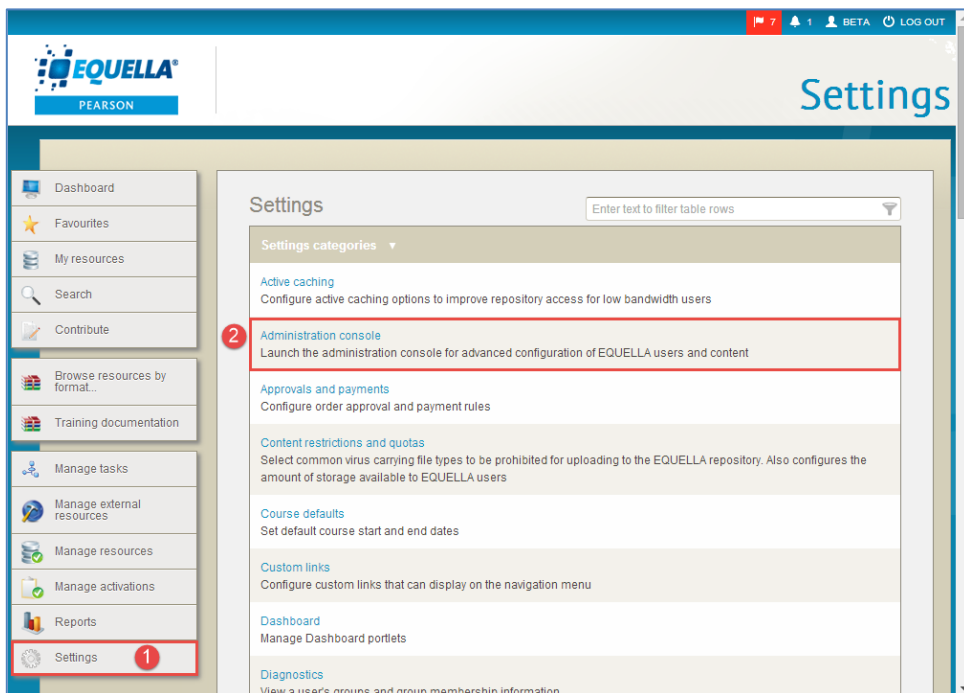 7 1 BETA LOG OUT
EQUELLA®
PEARSON
Settings
Dashboard
Favourites
My resources
Search
Contribute
Browse resources by
format...
Training documentation
Manage tasks
Manage external
resources
Manage resources
Manage activations
Reports
Settings 1
Settings
Enter text to filter table rows
Settings categories ▼
Active caching
Configure active caching options to improve repository access for low bandwidth users
2
Administration console
Launch the administration console for advanced configuration of EQUELLA users and content
Approvals and payments
Configure order approval and payment rules
Content restrictions and quotas
Select common virus carrying file types to be prohibited for uploading to the EQUELLA repository. Also configures the
amount of storage available to EQUELLA users
Course defaults
Set default course start and end dates
Custom links
Configure custom links that can display on the navigation menu
Dashboard
Manage Dashboard portlets
Diagnostics
View a user's groups and group membership information